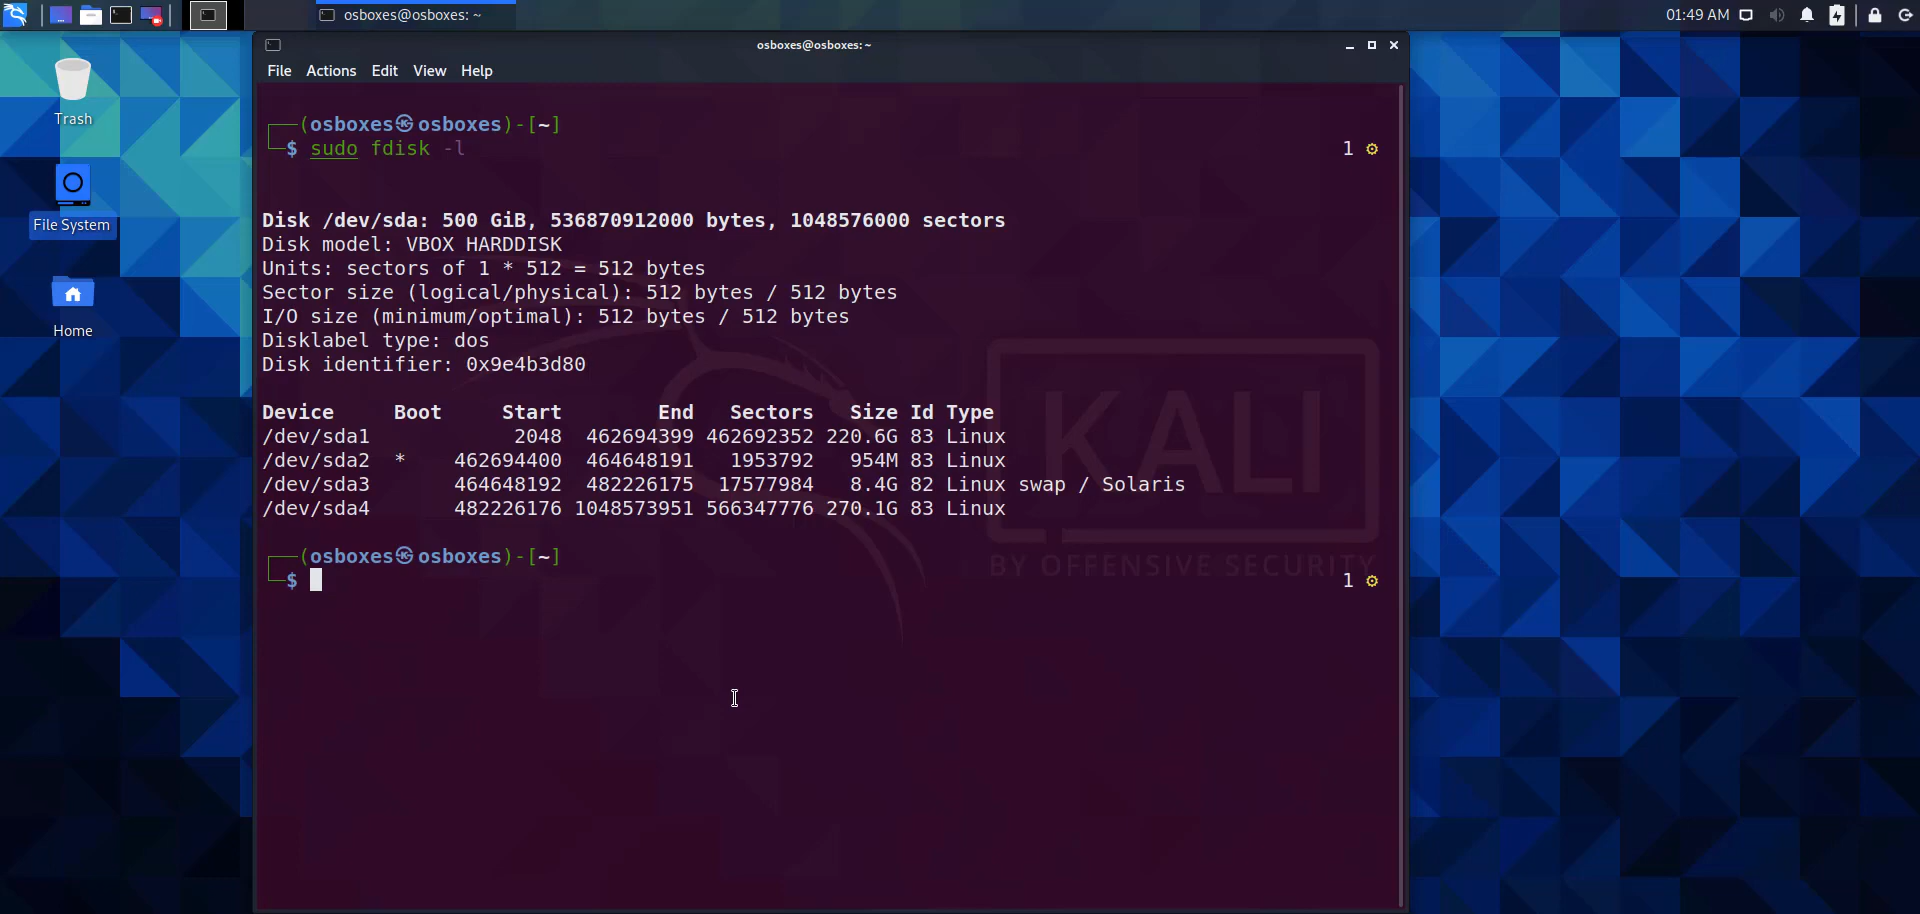 osboxes@osboxes: ~
01:49 AM
osboxes@osboxes: ~
File Actions Edit View Help
Trash
File System
Home
┌──(osboxes㉿osboxes)-[~]
└─$ sudo fdisk -l 1 ⚙
Disk /dev/sda: 500 GiB, 536870912000 bytes, 1048576000 sectors
Disk model: VBOX HARDDISK
Units: sectors of 1 * 512 = 512 bytes
Sector size (logical/physical): 512 bytes / 512 bytes
I/O size (minimum/optimal): 512 bytes / 512 bytes
Disklabel type: dos
Disk identifier: 0x9e4b3d80
Device     Boot     Start        End   Sectors   Size Id Type
/dev/sda1            2048  462694399 462692352 220.6G 83 Linux
/dev/sda2  *    462694400  464648191   1953792   954M 83 Linux
/dev/sda3       464648192  482226175  17577984   8.4G 82 Linux swap / Solaris
/dev/sda4       482226176 1048573951 566347776 270.1G 83 Linux
┌──(osboxes㉿osboxes)-[~]
└─$ 1 ⚙
KALI
BY OFFENSIVE SECURITY